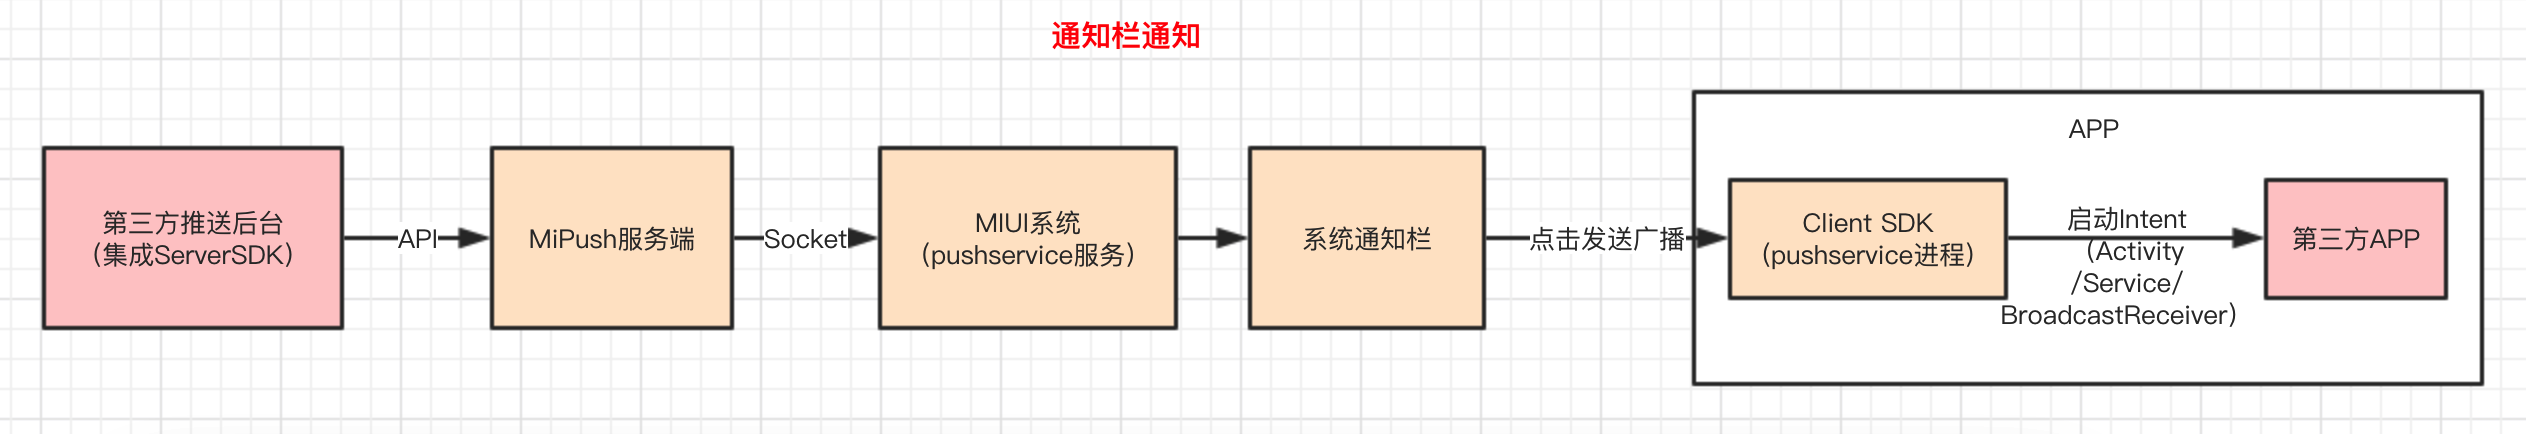 通知栏通知
第三方推送后台
（集成ServerSDK）
API
MiPush服务端
Socket
MIUI系统
（pushservice服务）
系统通知栏
点击发送广播
APP
Client SDK
（pushservice进程）
启动Intent
（Activity
/Service/
BroadcastReceiver）
第三方APP